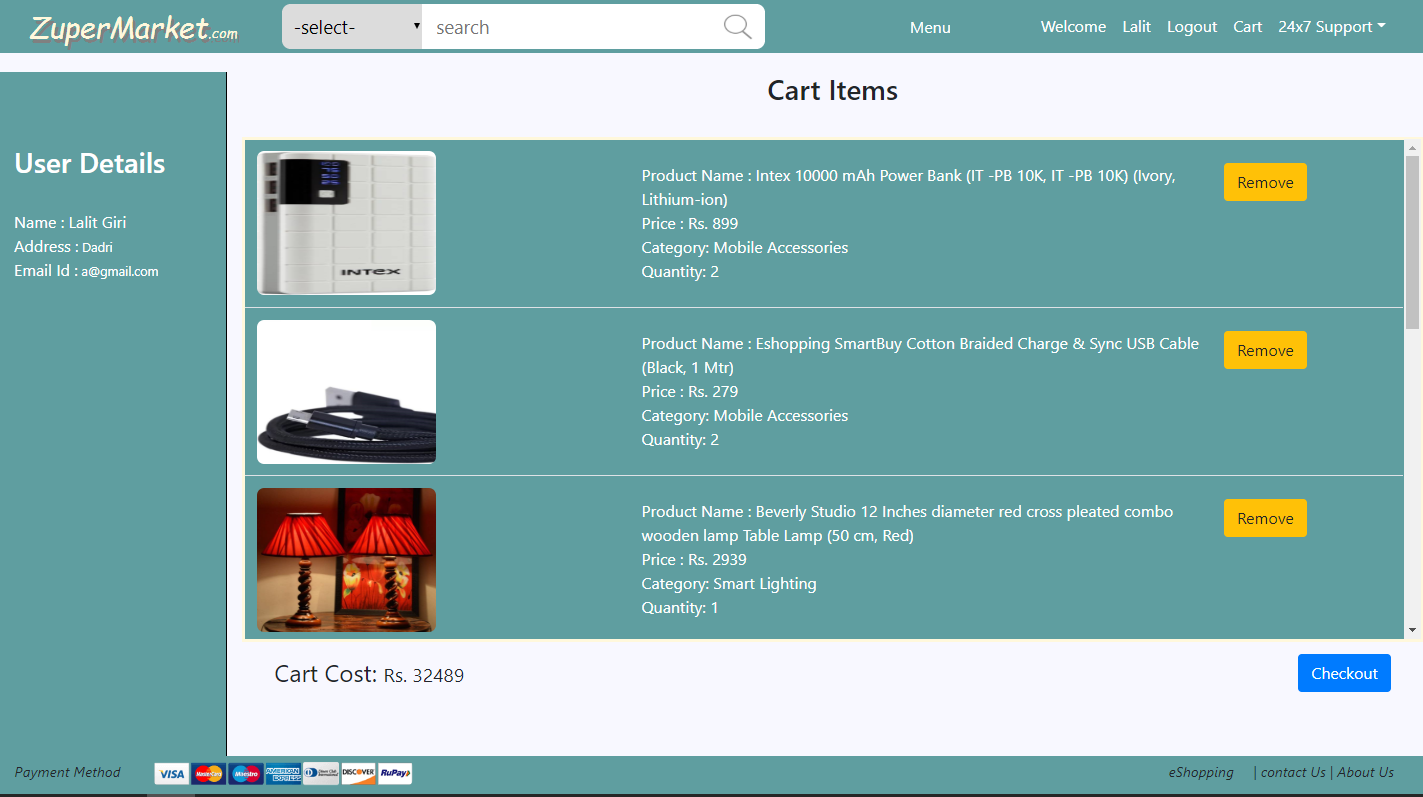 ZuperMarket.com
-select-
search
Menu
Welcome Lalit Logout Cart 24x7 Support
Cart Items
User Details
Name : Lalit Giri
Address : Dadri
Email Id : a@gmail.com
INTEX
Product Name : Intex 10000 mAh Power Bank (IT -PB 10K, IT -PB 10K) (Ivory,
Lithium-ion)
Price : Rs. 899
Category: Mobile Accessories
Quantity: 2
Remove
Product Name : Eshopping SmartBuy Cotton Braided Charge & Sync USB Cable
(Black, 1 Mtr)
Price : Rs. 279
Category: Mobile Accessories
Quantity: 2
Remove
Product Name : Beverly Studio 12 Inches diameter red cross pleated combo
wooden lamp Table Lamp (50 cm, Red)
Price : Rs. 2939
Category: Smart Lighting
Quantity: 1
Remove
Cart Cost: Rs. 32489
Checkout
Payment Method
VISA MasterCard Maestro AMERICAN EXPRESS DISCOVER RuPay
eShopping | contact Us | About Us